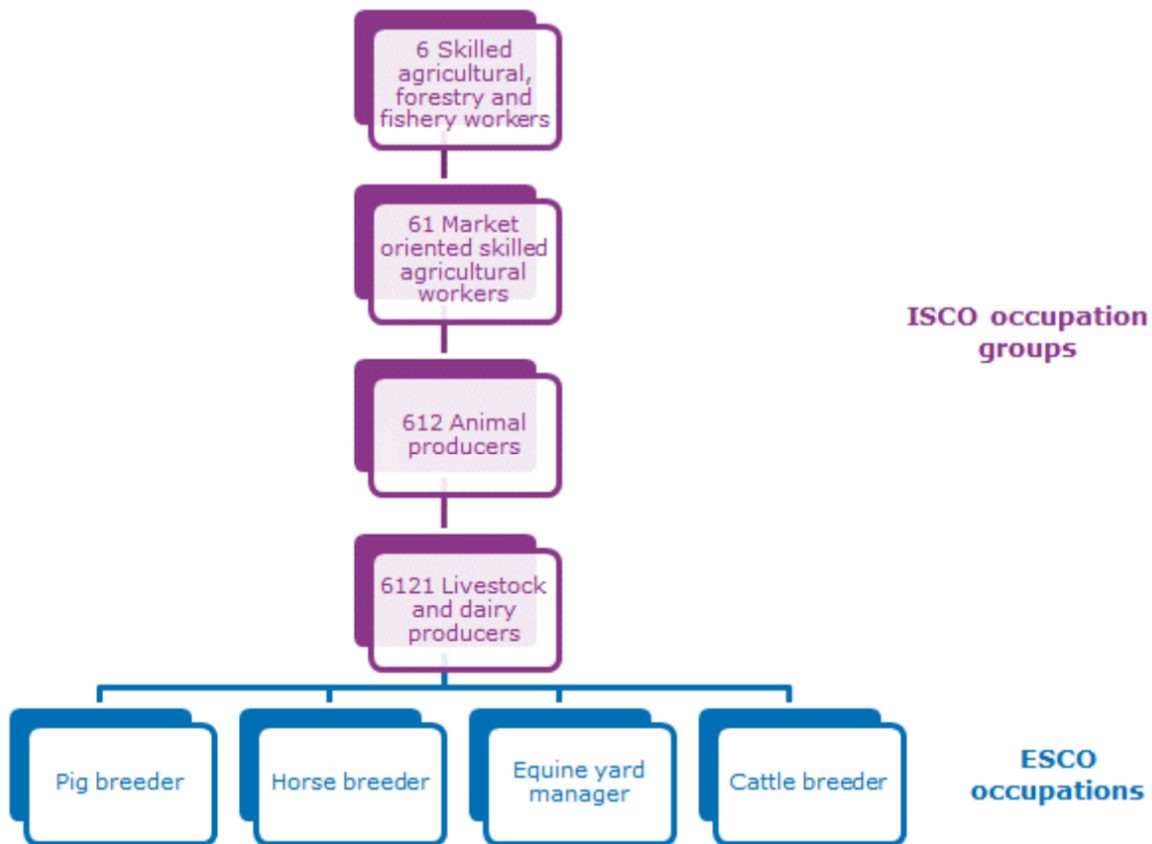 6 Skilled
agricultural,
forestry and
fishery workers
61 Market
oriented skilled
agricultural
workers
ISCO occupation
groups
612 Animal
producers
6121 Livestock
and dairy
producers
Pig breeder
Horse breeder
Equine yard
manager
Cattle breeder
ESCO
occupations